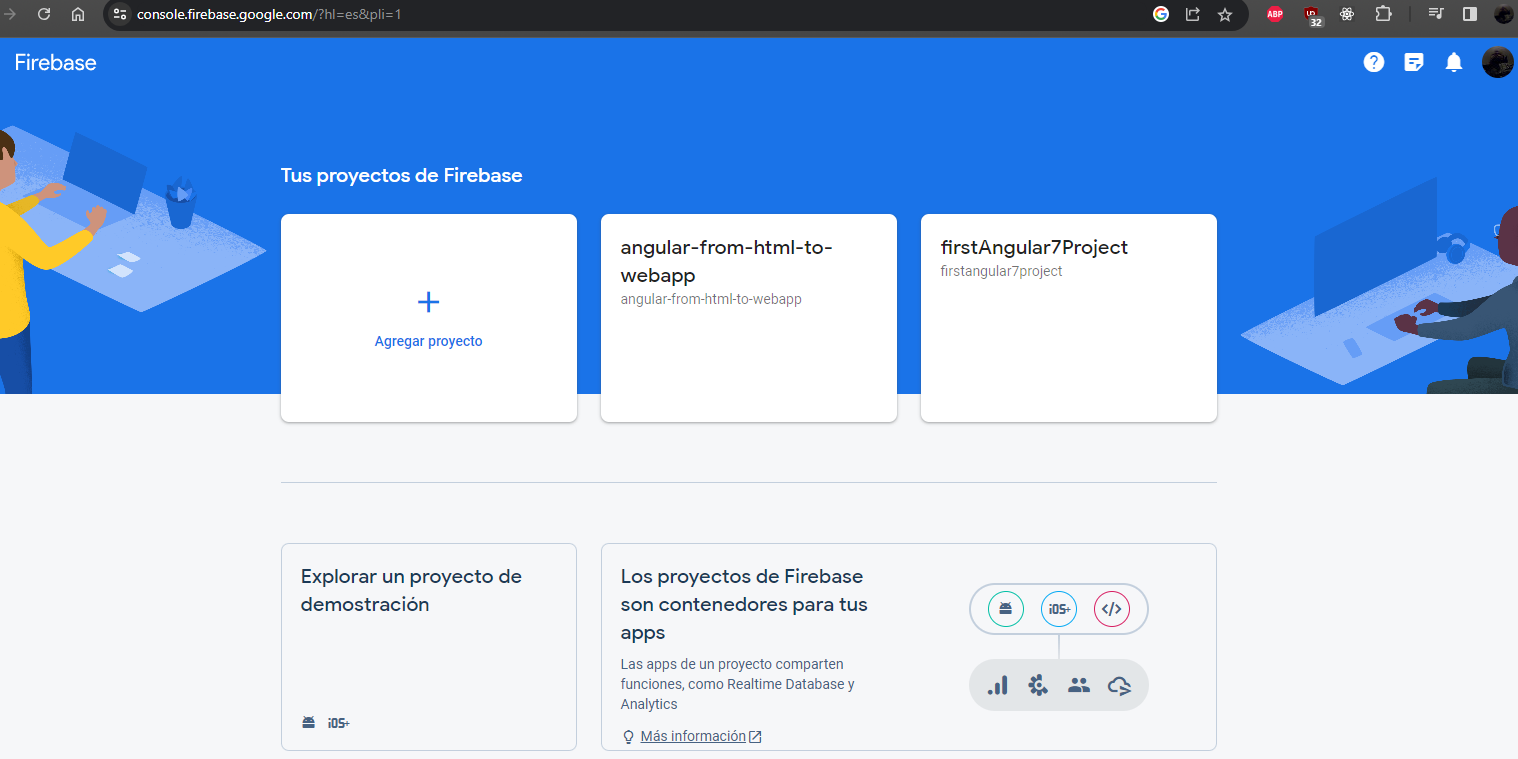 console.firebase.google.com/?hl=es&pli=1
ABP
32
Firebase
Tus proyectos de Firebase
Agregar proyecto
angular-from-html-to-
webapp
angular-from-html-to-webapp
firstAngular7Project
firstangular7project
Explorar un proyecto de
demostración
iOS+
Los proyectos de Firebase
son contenedores para tus
apps
Las apps de un proyecto comparten
funciones, como Realtime Database y
Analytics
Más información
iOS+